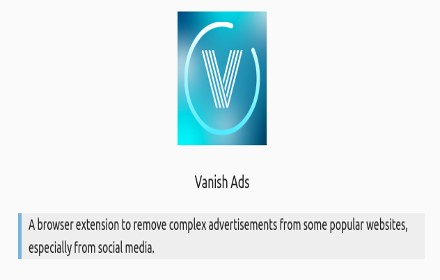 V
Vanish Ads
A browser extension to remove complex advertisements from some popular websites,
especially from social media.